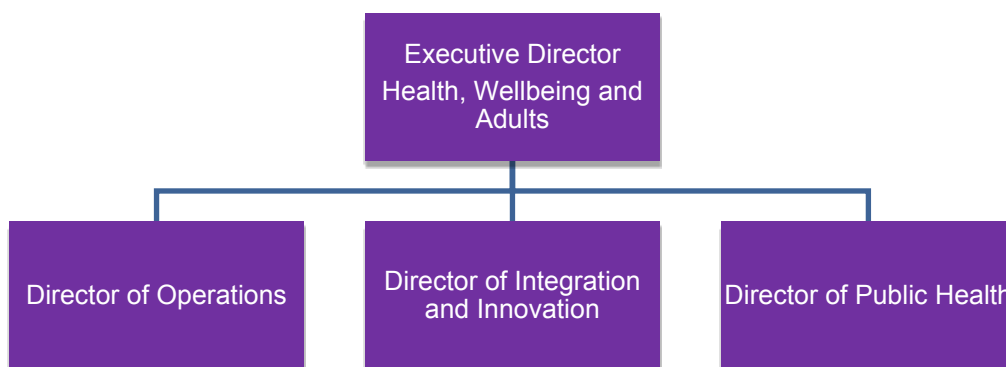 Executive Director
Health, Wellbeing and
Adults
Director of Operations
Director of Integration
and Innovation
Director of Public Health